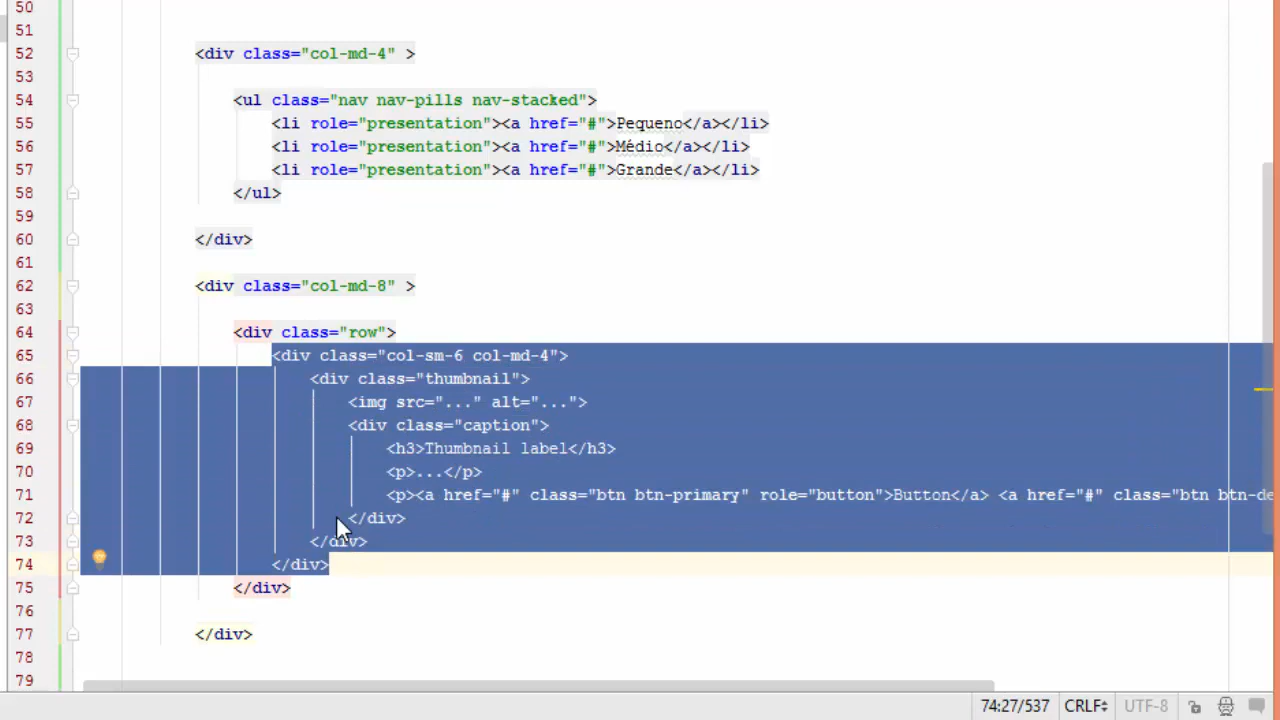 50
51
52 <div class="col-md-4" >
53
54 <ul class="nav nav-pills nav-stacked">
55 <li role="presentation"><a href="#">Pequeno</a></li>
56 <li role="presentation"><a href="#">Médio</a></li>
57 <li role="presentation"><a href="#">Grande</a></li>
58 </ul>
59
60 </div>
61
62 <div class="col-md-8" >
63
64 <div class="row">
65 <div class="col-sm-6 col-md-4">
66 <div class="thumbnail">
67 <img src="..." alt="...">
68 <div class="caption">
69 <h3>Thumbnail label</h3>
70 <p>...</p>
71 <p><a href="#" class="btn btn-primary" role="button">Button</a> <a href="#" class="btn btn-de
72 </div>
73 </div>
74 </div>
75 </div>
76
77 </div>
78
79
74:27/537 CRLF UTF-8